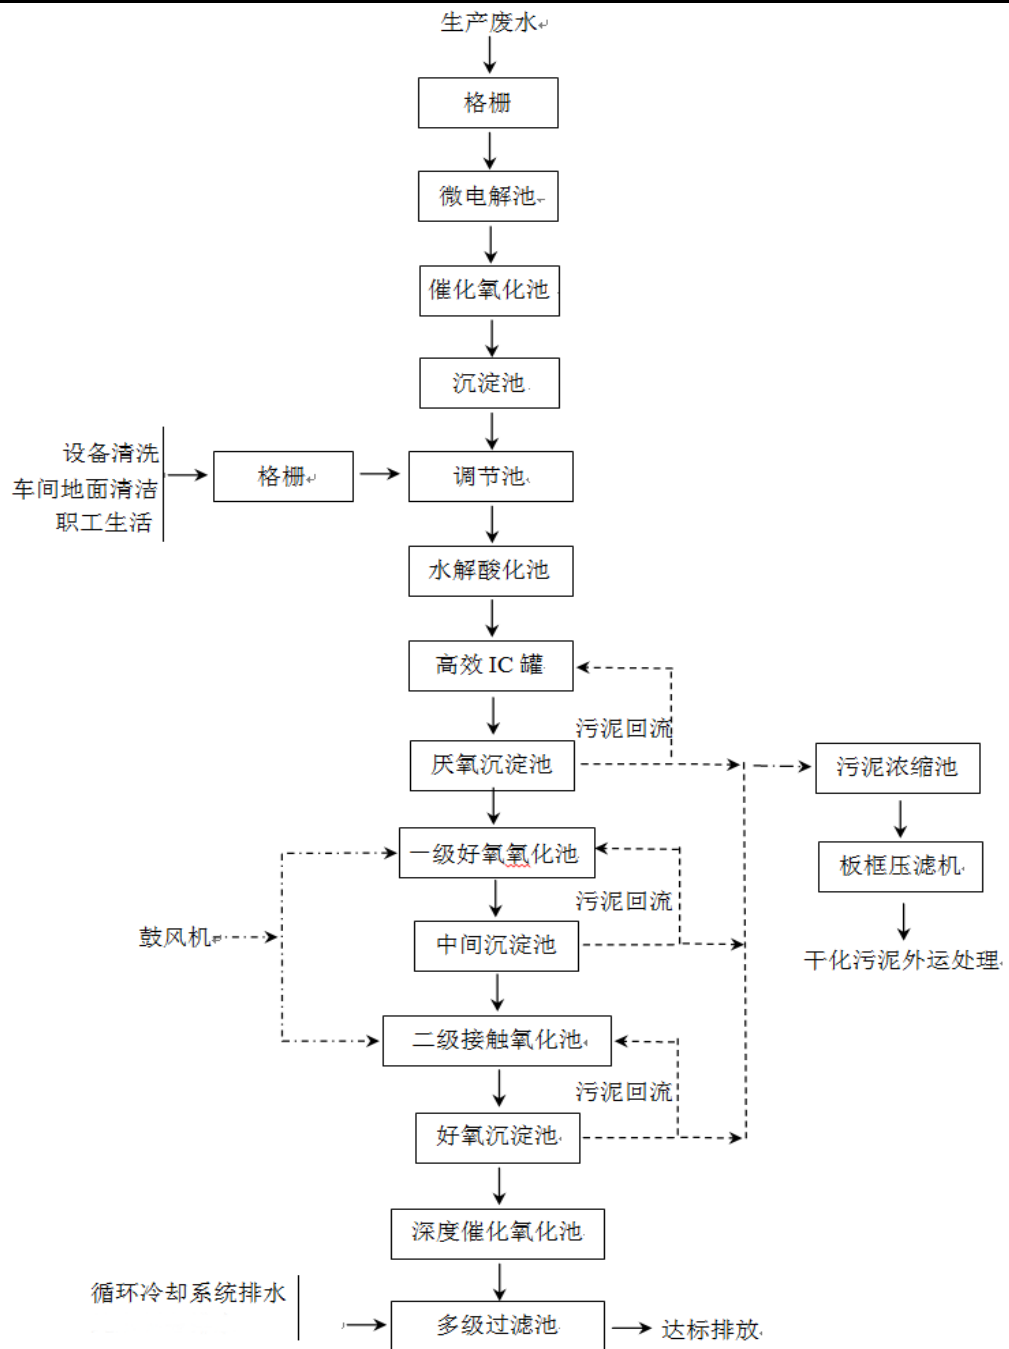 生产废水
格栅
微电解池
催化氧化池
沉淀池
设备清洗
车间地面清洁
职工生活
格栅
调节池
水解酸化池
高效 IC 罐
污泥回流
厌氧沉淀池
污泥浓缩池
一级好氧氧化池
板框压滤机
污泥回流
鼓风机
中间沉淀池
干化污泥外运处理
二级接触氧化池
污泥回流
好氧沉淀池
深度催化氧化池
循环冷却系统排水
多级过滤池
达标排放